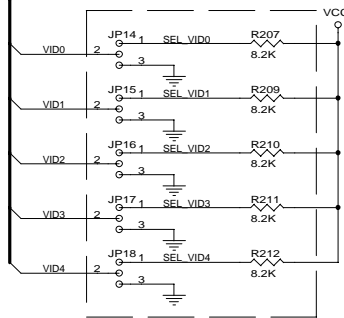 VCC
JP14 1 SEL_VID0 R207
VID0 2 8.2K
3
JP15 1 SEL_VID1 R209
VID1 2 8.2K
3
JP16 1 SEL_VID2 R210
VID2 2 8.2K
3
JP17 1 SEL_VID3 R211
VID3 2 8.2K
3
JP18 1 SEL_VID4 R212
VID4 2 8.2K
3